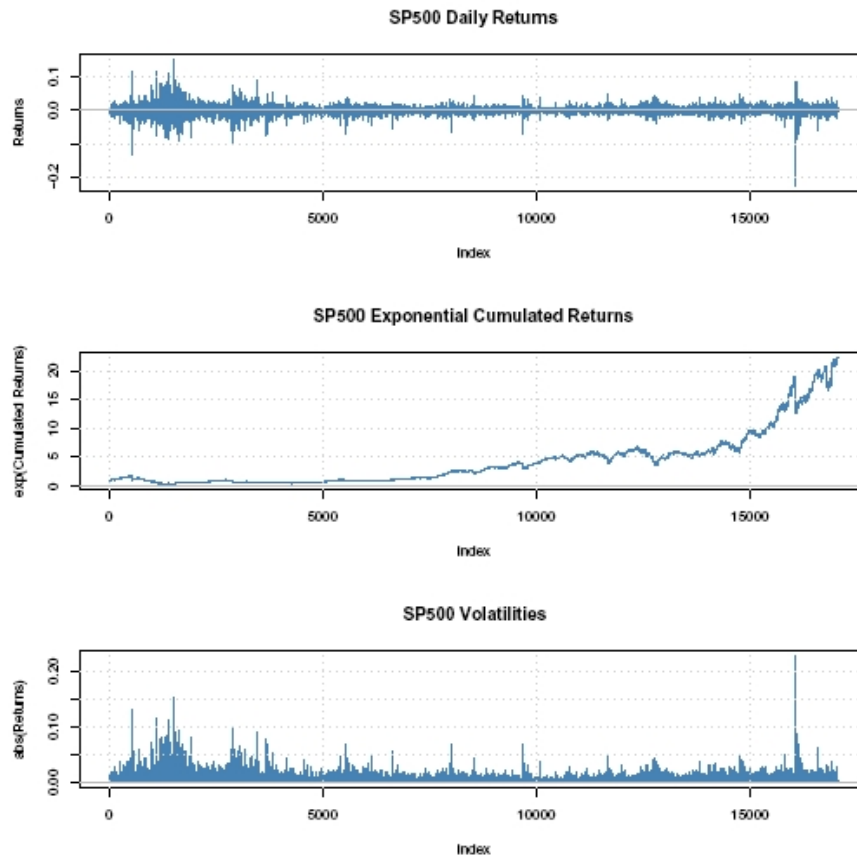 SP500 Daily Returns
Returns
0.1
0.0
-0.2
0 5000 10000 15000
Index
SP500 Exponential Cumulated Returns
exp(Cumulated Returns)
20
15
10
5
0
0 5000 10000 15000
Index
SP500 Volatilities
abs(Returns)
0.20
0.10
0.00
0 5000 10000 15000
Index